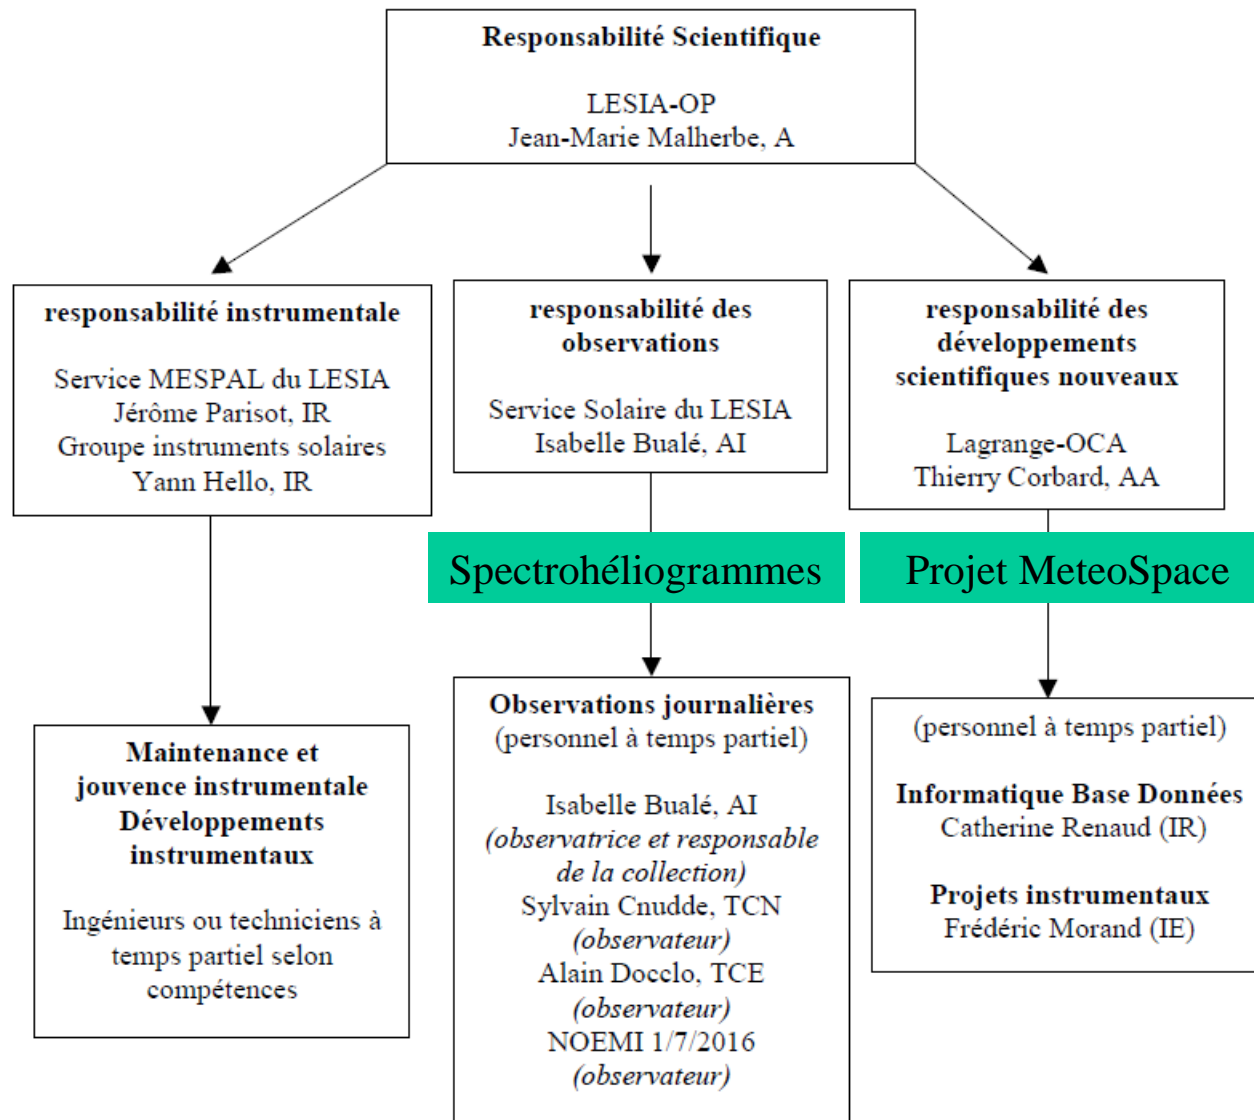 Responsabilité Scientifique
LESIA-OP
Jean-Marie Malherbe, A
responsabilité instrumentale
Service MESPAL du LESIA
Jérôme Parisot, IR
Groupe instruments solaires
Yann Hello, IR
responsabilité des
observations
Service Solaire du LESIA
Isabelle Bualé, AI
responsabilité des
développements
scientifiques nouveaux
Lagrange-OCA
Thierry Corbard, AA
Spectrohéliogrammes
Projet MeteoSpace
Maintenance et
jouvence instrumentale
Développements
instrumentaux
Ingénieurs ou techniciens à
temps partiel selon
compétences
Observations journalières
(personnel à temps partiel)
Isabelle Bualé, AI
(observatrice et responsable
de la collection)
Sylvain Cnudde, TCN
(observateur)
Alain Docclo, TCE
(observateur)
NOEMI 1/7/2016
(observateur)
(personnel à temps partiel)
Informatique Base Données
Catherine Renaud (IR)
Projets instrumentaux
Frédéric Morand (IE)